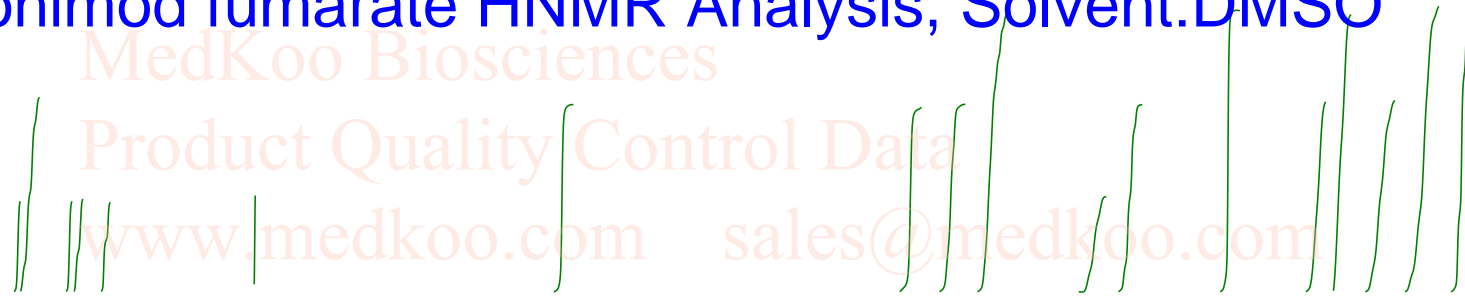 onimod fumarate HNMR Analysis, Solvent:DMSO
MedKoo Biosciences
Product Quality Control Data
www.medkoo.com sales@medkoo.com